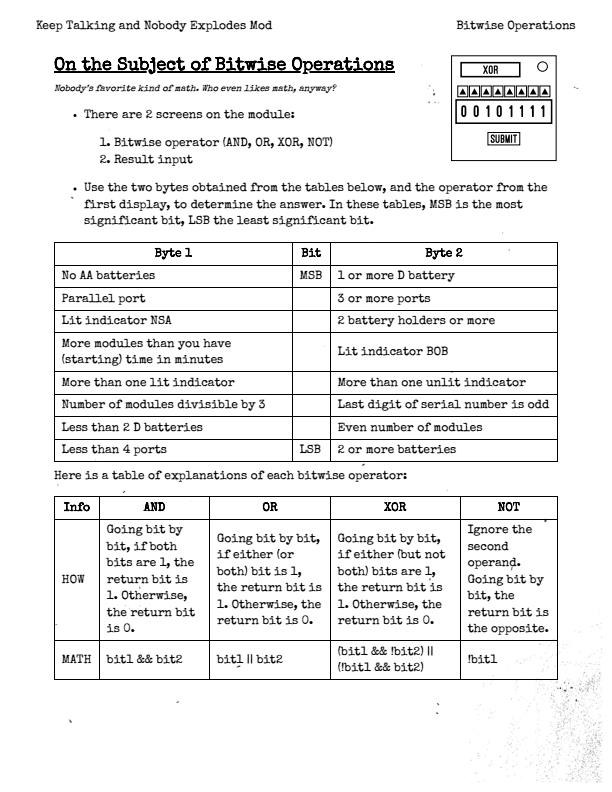 Keep Talking and Nobody Explodes Mod
Bitwise Operations
On the Subject of Bitwise Operations
Nobody's favorite kind of math. Who even likes math, anyway?
XOR
00101111
SUBMIT
• There are 2 screens on the module:
1. Bitwise operator (AND, OR, XOR, NOT)
2. Result input
• Use the two bytes obtained from the tables below, and the operator from the
first display, to determine the answer. In these tables, MSB is the most
significant bit, LSB the least significant bit.
Byte 1 Bit Byte 2
No AA batteries MSB 1 or more D battery
Parallel port 3 or more ports
Lit indicator NSA 2 battery holders or more
More modules than you have
(starting) time in minutes
Lit indicator BOB
More than one lit indicator More than one unlit indicator
Number of modules divisible by 3 Last digit of serial number is odd
Less than 2 D batteries Even number of modules
Less than 4 ports LSB 2 or more batteries
Here is a table of explanations of each bitwise operator:
Info AND OR XOR NOT
HOW
Going bit by
bit, if both
bits are 1, the
return bit is
1. Otherwise,
the return bit
is 0.
Going bit by bit,
if either (or
both) bit is 1,
the return bit is
1. Otherwise, the
return bit is 0.
Going bit by bit,
if either (but not
both) bits are 1,
the return bit is
1. Otherwise, the
return bit is 0.
Ignore the
second
operand.
Going bit by
bit, the
return bit is
the opposite.
MATH
bit1 && bit2
bit1 || bit2
(bit1 && !bit2) ||
(!bit1 && bit2)
!bit1